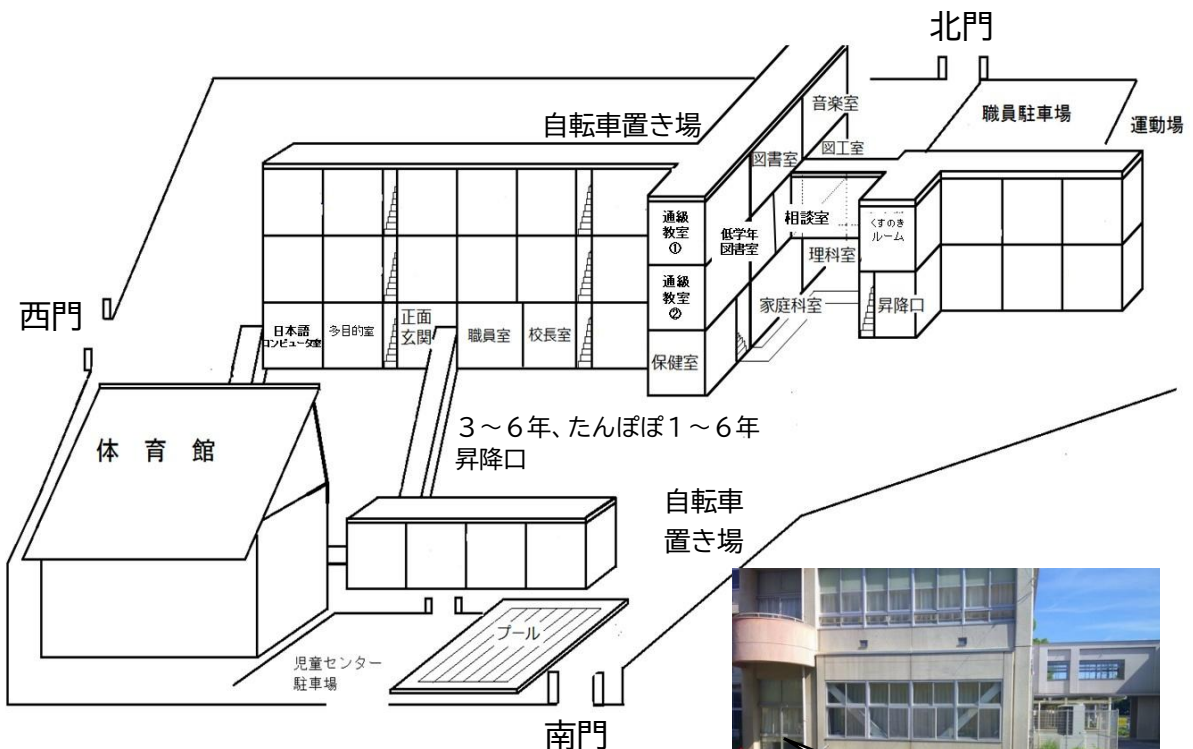 北門
音楽室
職員駐車場
運動場
自転車置き場
図工室
図書室
通級
教室
①
低学年
図書室
相談室
くすのき
ルーム
理科室
西門
通級
教室
②
家庭科室
昇降口
日本語
コンピュータ室
多目的室
正面
玄関
職員室
校長室
保健室
3~6年、たんぽぽ1~6年
昇降口
体育館
自転車
置き場
プール
児童センター
駐車場
南門